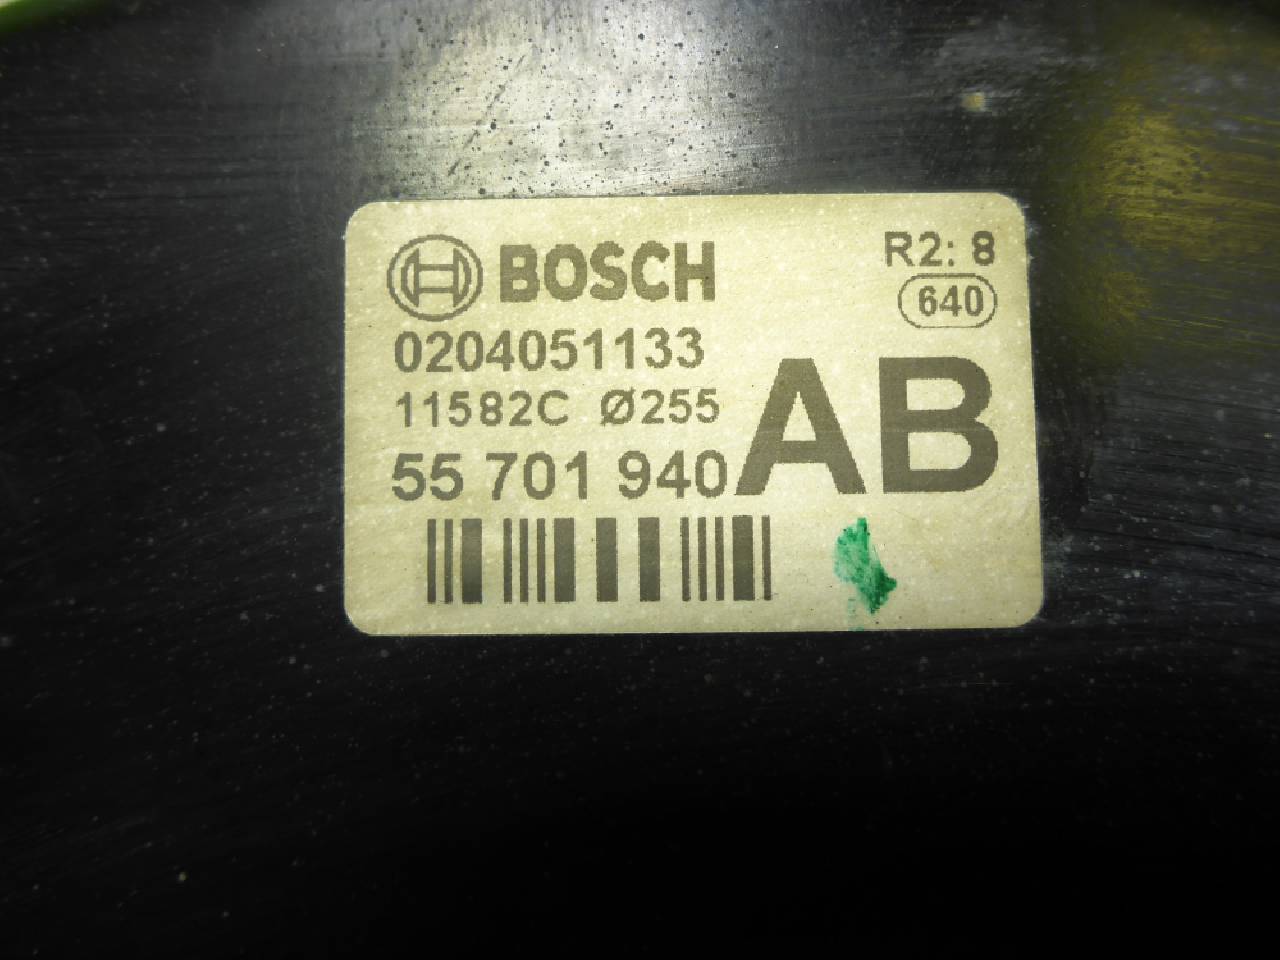 BOSCH
R2: 8
640
0204051133
11582C Ø255
55 701 940
AB